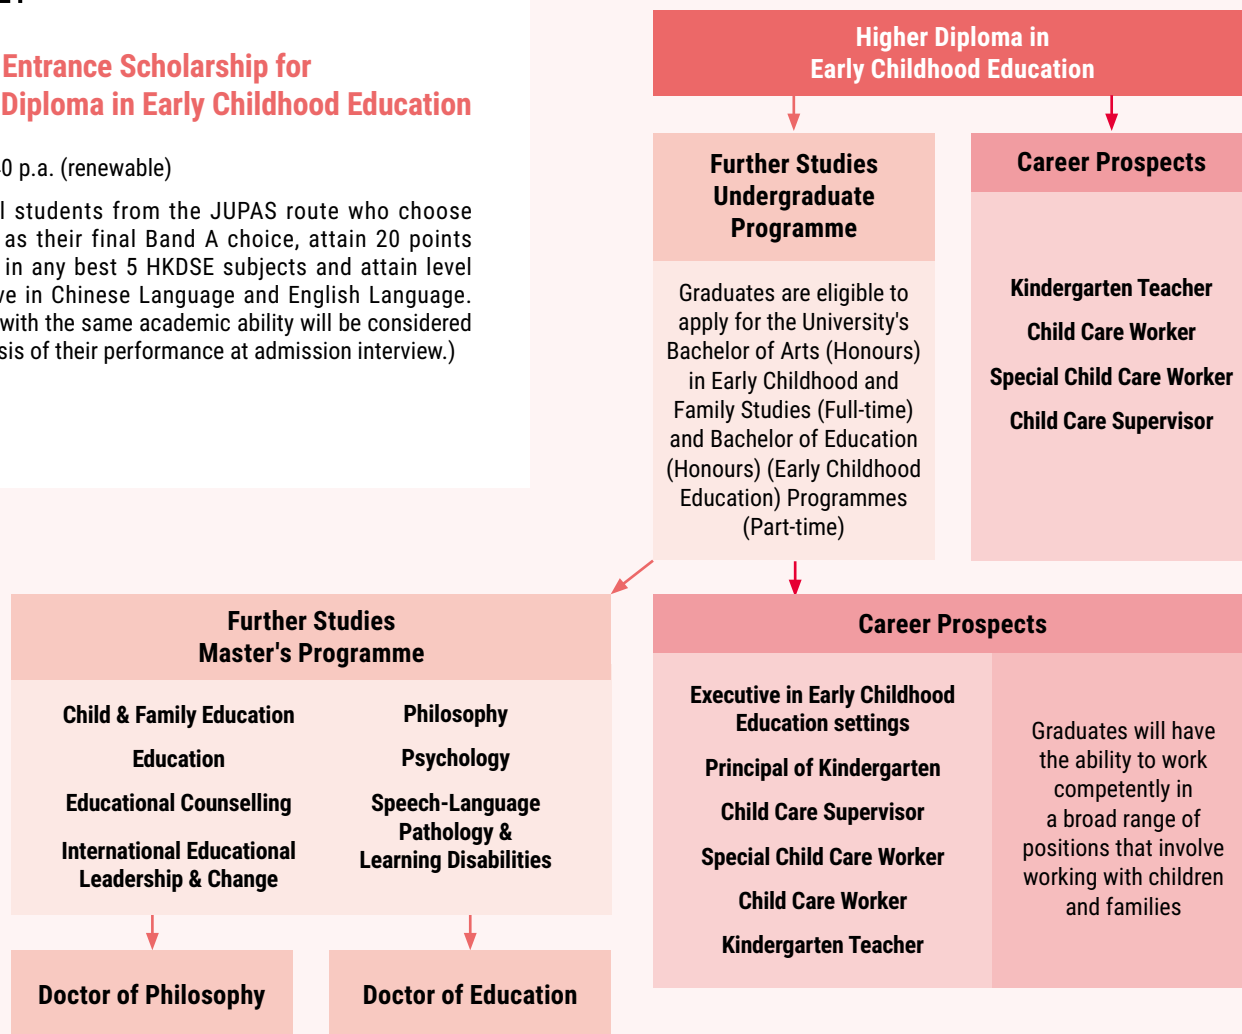 Entrance Scholarship for
Diploma in Early Childhood Education
0 p.a. (renewable)
students from the JUPAS route who choose
as their final Band A choice, attain 20 points
in any best 5 HKDSE subjects and attain level
in Chinese Language and English Language.
with the same academic ability will be considered
of their performance at admission interview.)
Higher Diploma in
Early Childhood Education
Further Studies
Undergraduate
Programme
Graduates are eligible to
apply for the University's
Bachelor of Arts (Honours)
in Early Childhood and
Family Studies (Full-time)
and Bachelor of Education
(Honours) (Early Childhood
Education) Programmes
(Part-time)
Career Prospects
Kindergarten Teacher
Child Care Worker
Special Child Care Worker
Child Care Supervisor
Further Studies
Master's Programme
Child & Family Education
Education
Educational Counselling
International Educational
Leadership & Change
Philosophy
Psychology
Speech-Language
Pathology &
Learning Disabilities
Doctor of Philosophy
Doctor of Education
Career Prospects
Executive in Early Childhood
Education settings
Principal of Kindergarten
Child Care Supervisor
Special Child Care Worker
Child Care Worker
Kindergarten Teacher
Graduates will have
the ability to work
competently in
a broad range of
positions that involve
working with children
and families